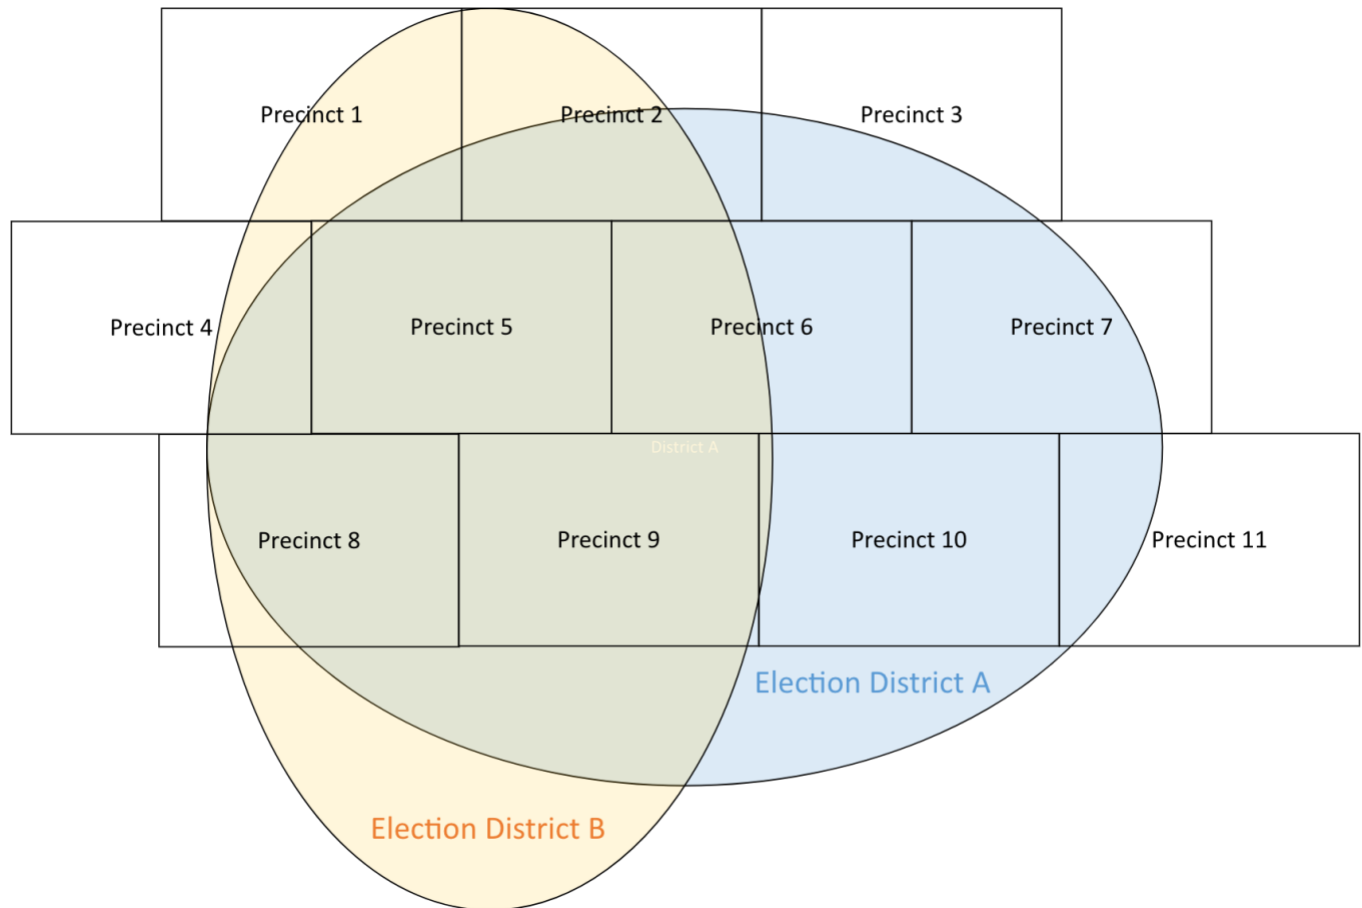 Precinct 1
Precinct 2
Precinct 3
Precinct 4
Precinct 5
Precinct 6
Precinct 7
District A
Precinct 8
Precinct 9
Precinct 10
Precinct 11
Election District A
Election District B